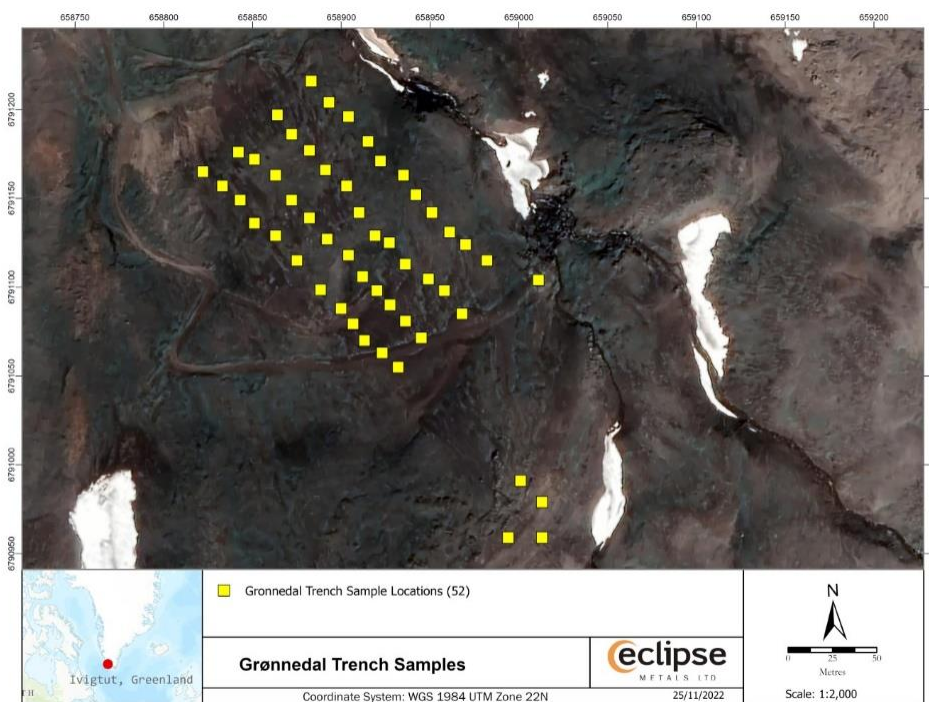 658750 658800 658850 658900 658950 659000 659050 659100 659150 659200
6791200
6791150
6791100
6791050
6791000
6790950
Gronnedal Trench Sample Locations (52)
Grønnedal Trench Samples
eclipse
METALS LTD
Coordinate System: WGS 1984 UTM Zone 22N
25/11/2022
Ivigtut, Greenland
N
0 25 50
Metres
Scale: 1:2,000